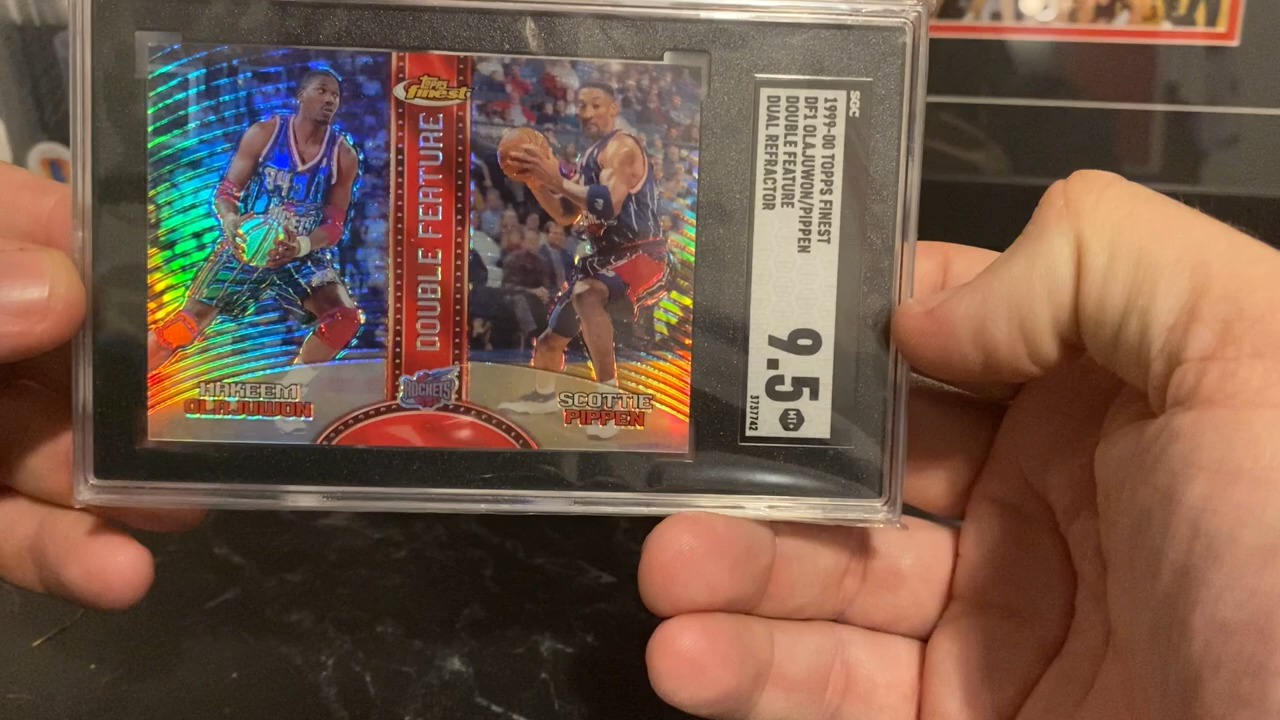 TOPPS
finest
DOUBLE FEATURE
34
HAKEEM
OLAJUWON
ROCKETS
SCOTTIE
PIPPEN
SGC
1999-00 TOPPS FINEST
DF1 OLAJUWON/PIPPEN
DOUBLE FEATURE
DUAL REFRACTOR
9.5
MT+
3737742